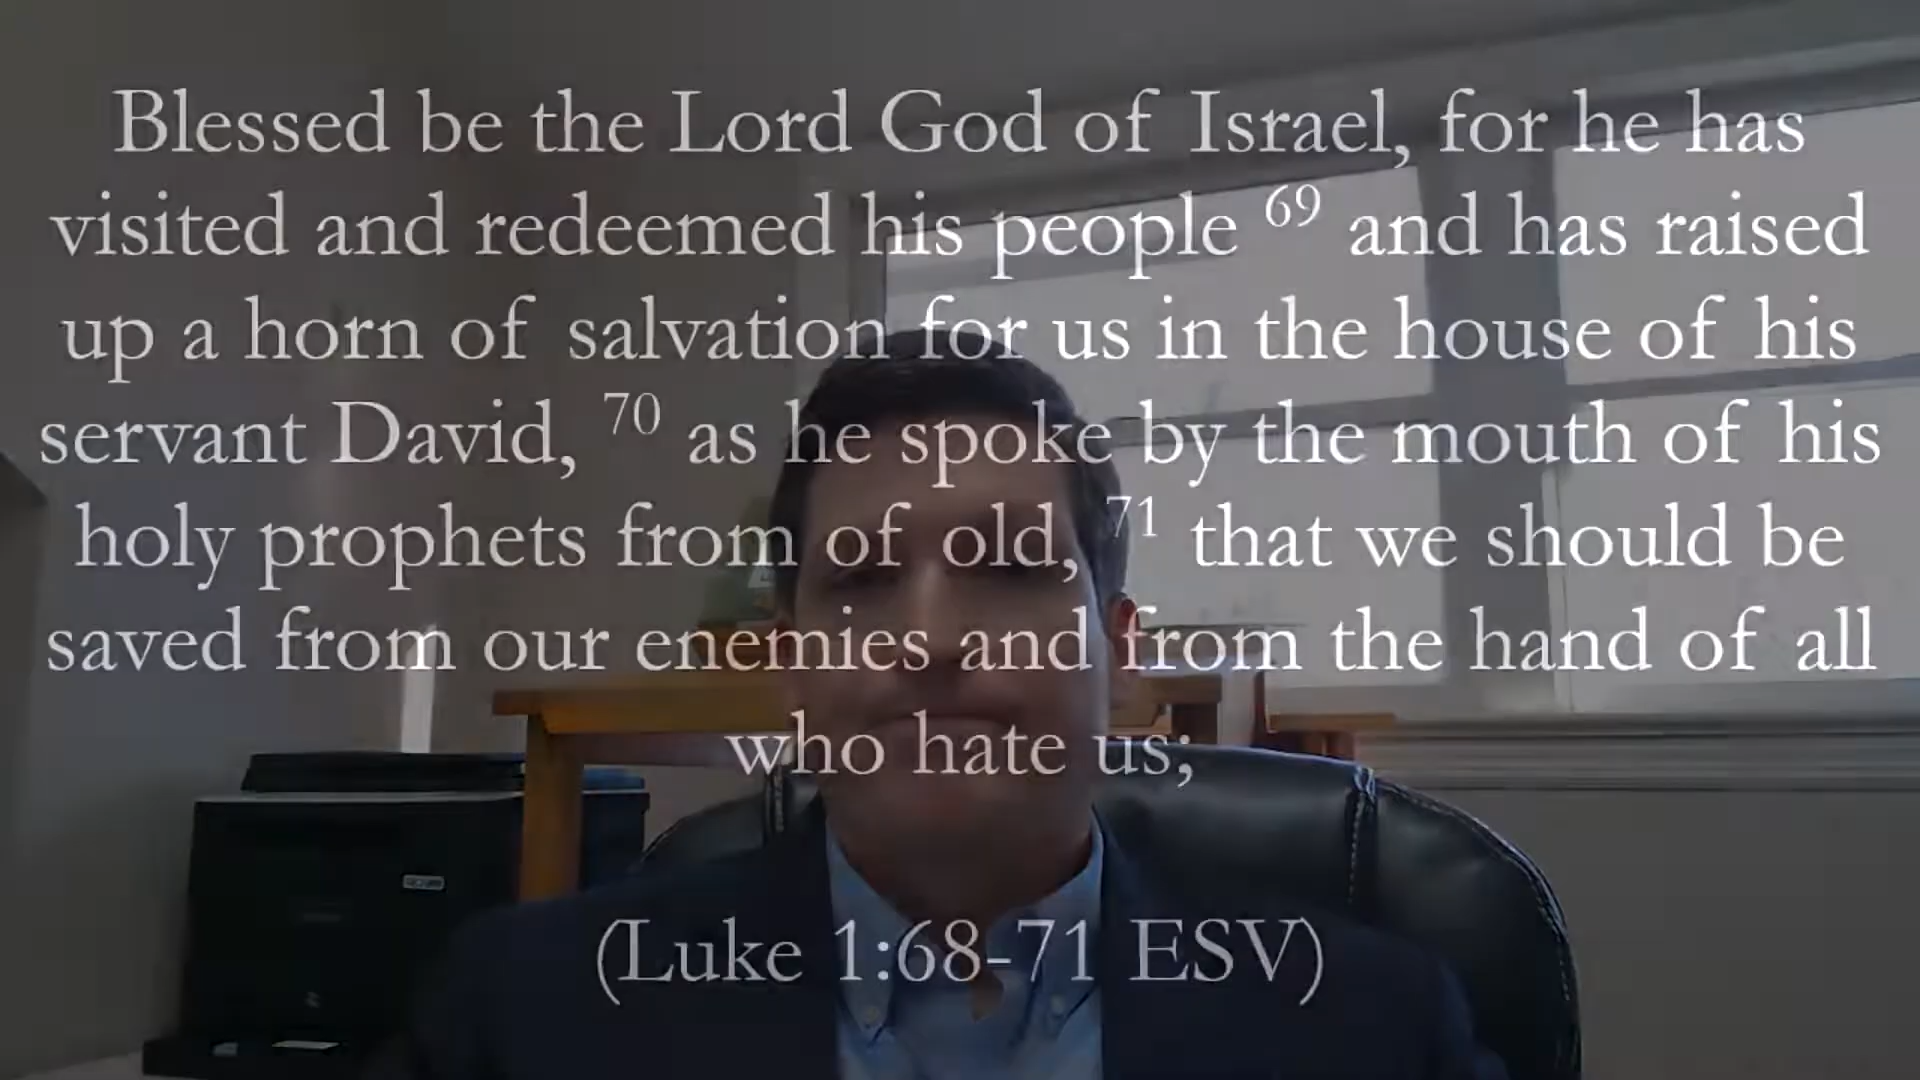 Blessed be the Lord God of Israel, for he has
visited and redeemed his people 69 and has raised
up a horn of salvation for us in the house of his
servant David, 70 as he spoke by the mouth of his
holy prophets from of old, 71 that we should be
saved from our enemies and from the hand of all
who hate us;
(Luke 1:68-71 ESV)